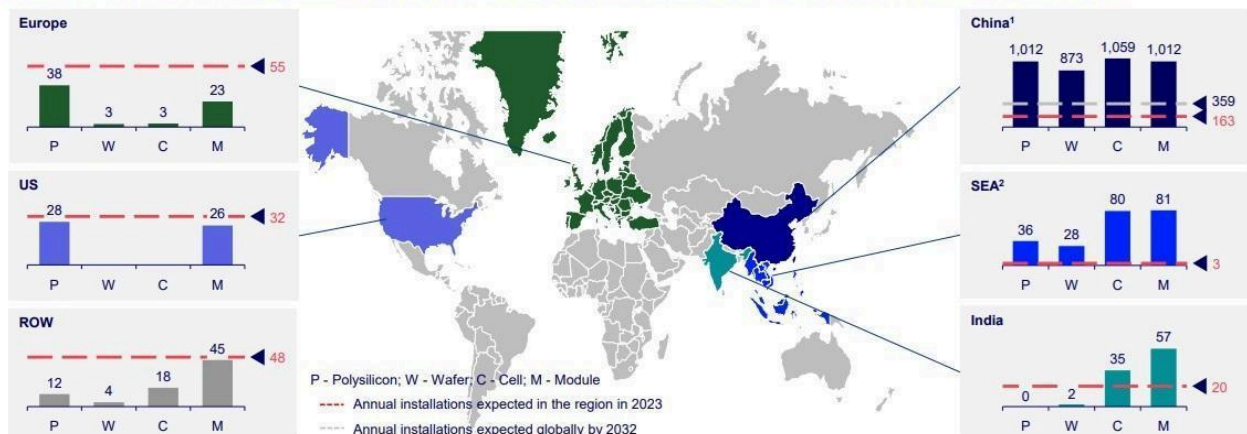 Europe
55
38
3
3
23
P W C M
US
32
28
26
P W C M
ROW
48
12
4
18
45
P W C M
P - Polysilicon; W - Wafer; C - Cell; M - Module
Annual installations expected in the region in 2023
Annual installations expected globally by 2032
China¹
1,012
873
1,059
1,012
359
163
P W C M
SEA²
36
28
80
81
3
P W C M
India
0
2
35
57
20
P W C M